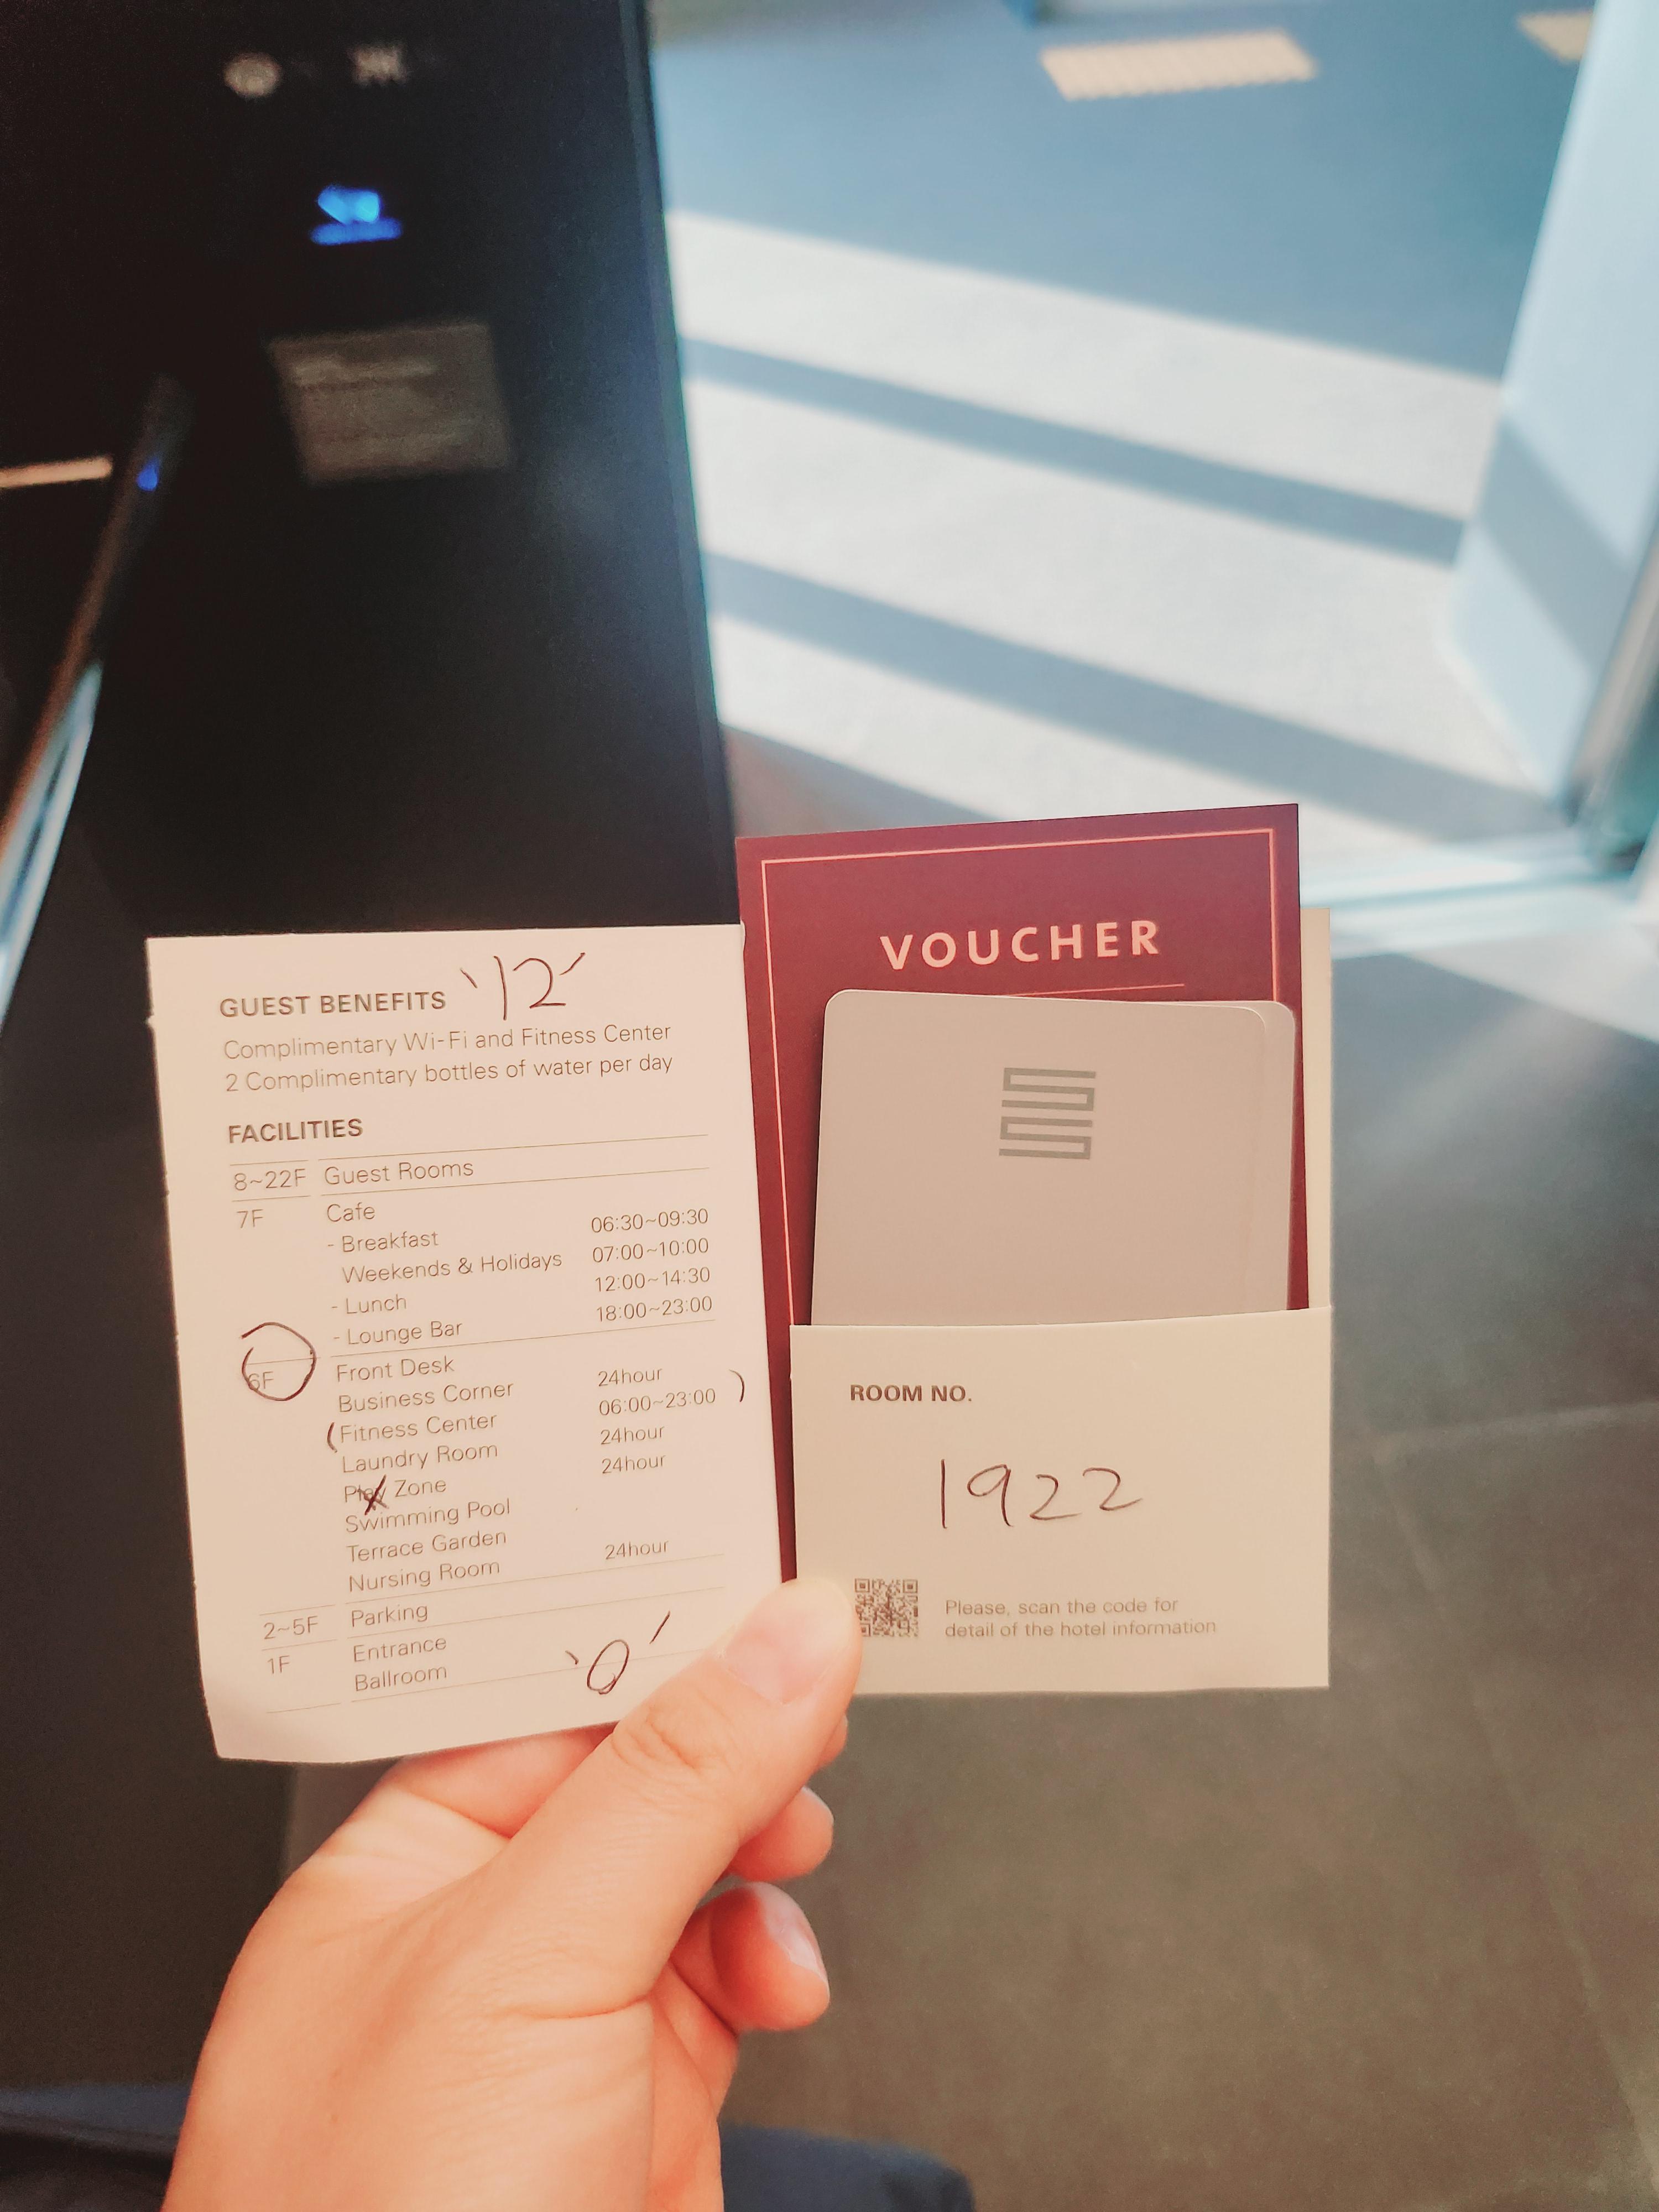 GUEST BENEFITS '12'
Complimentary Wi-Fi and Fitness Center
2 Complimentary bottles of water per day
FACILITIES
8~22F Guest Rooms
7F Cafe
- Breakfast 06:30~09:30
Weekends & Holidays 07:00~10:00
- Lunch 12:00~14:30
- Lounge Bar 18:00~23:00
6F Front Desk 24hour
Business Corner 06:00~23:00 )
( Fitness Center 24hour
Laundry Room 24hour
Play Zone
Swimming Pool
Terrace Garden
Nursing Room 24hour
2~5F Parking
1F Entrance
Ballroom '0'
VOUCHER
ROOM NO.
1922
Please, scan the code for
detail of the hotel information